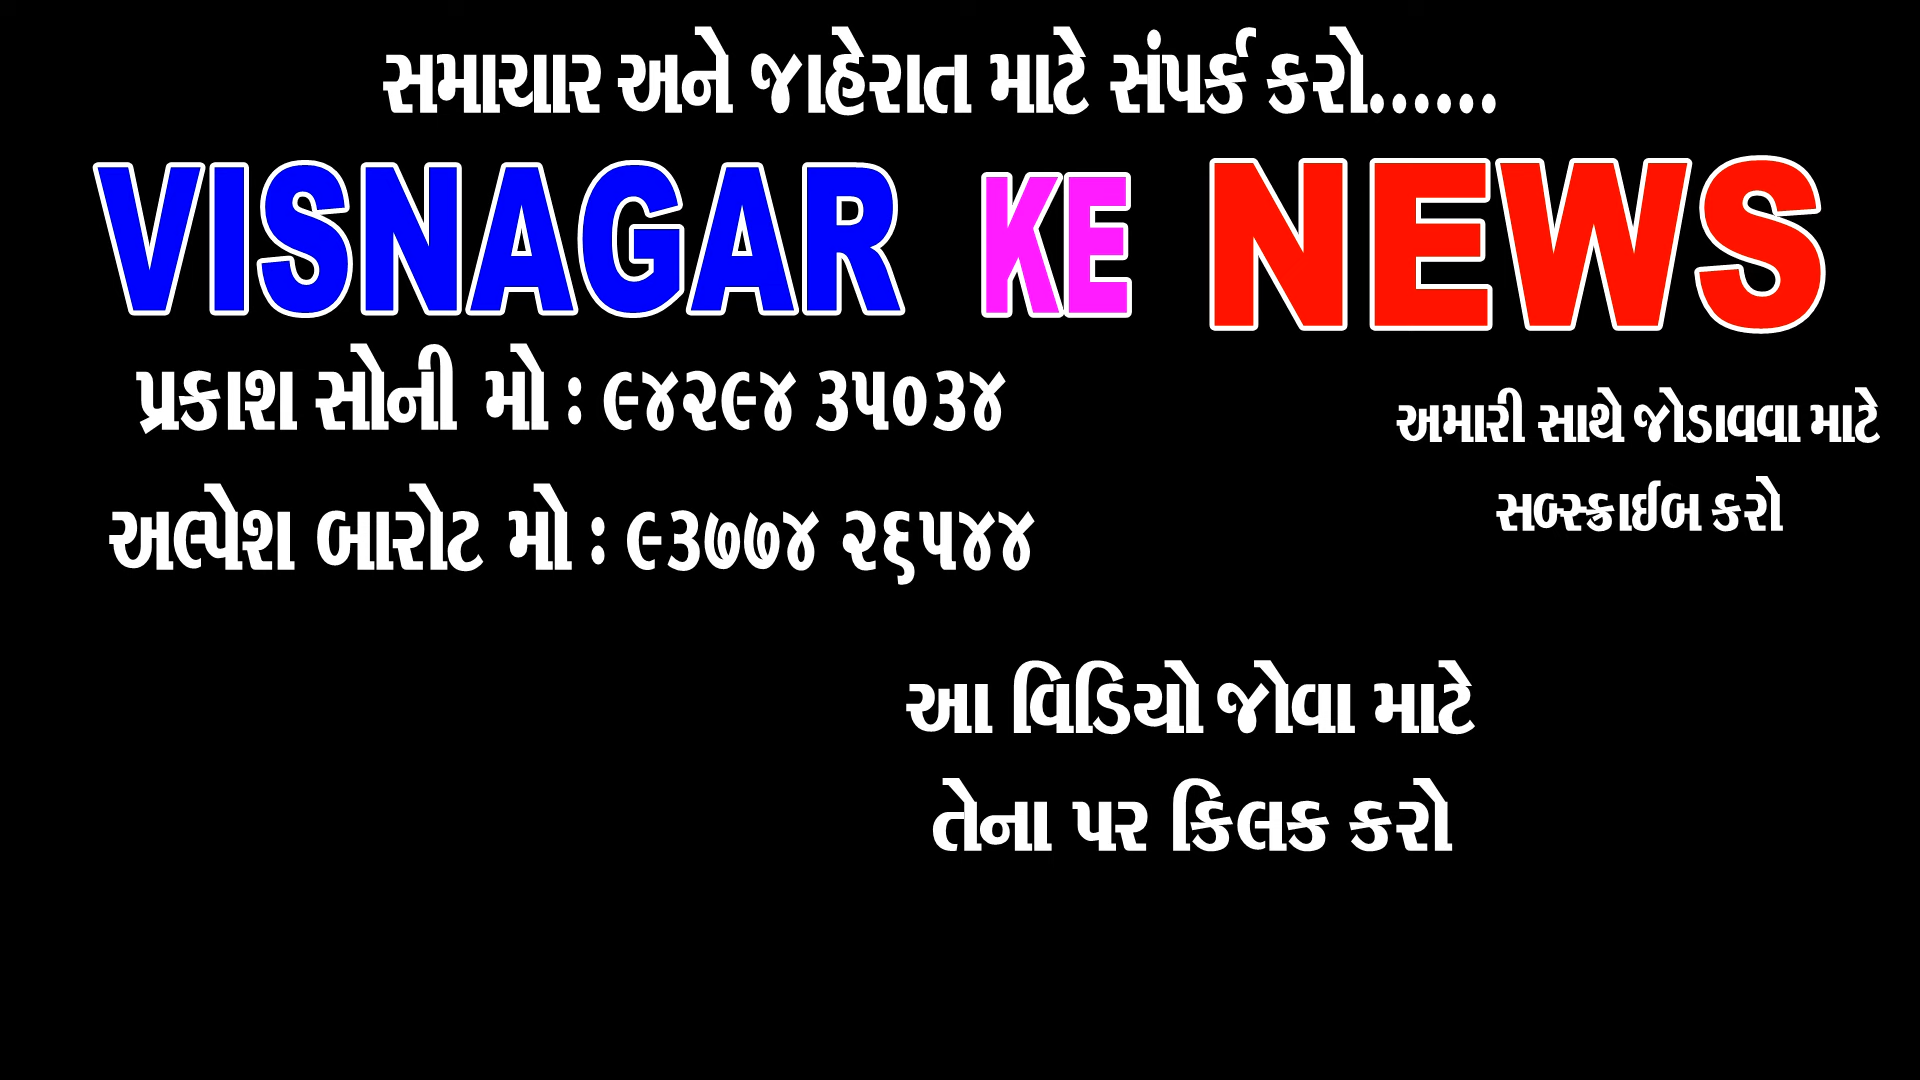 સમાચાર અને જાહેરાત માટે સંપર્ક કરો......
VISNAGAR KE NEWS
પ્રકાશ સોની મો : ૯૪૨૯૪ ૩૫૦૩૪
અલ્પેશ બારોટ મો : ૯૩૭૭૪ ૨૬૫૪૪
અમારી સાથે જોડાવવા માટે
સબ્સ્ક્રાઈબ કરો
આ વિડિયો જોવા માટે
તેના પર કિલક કરો